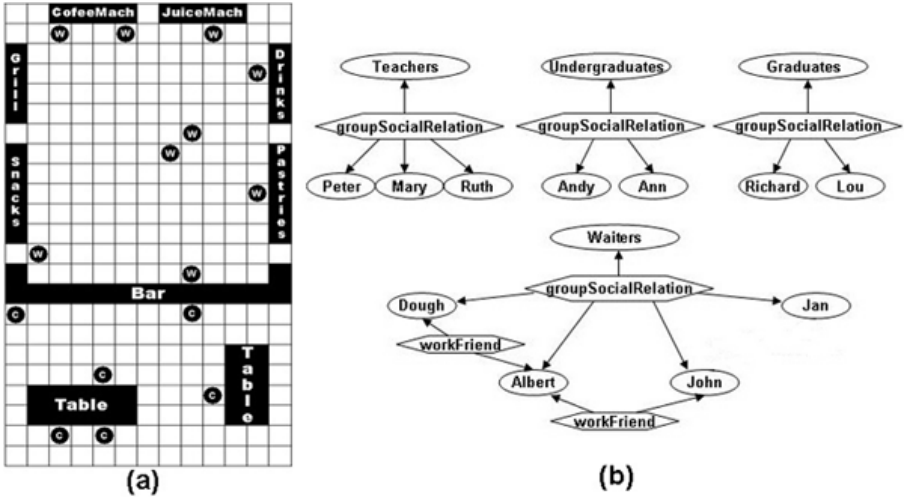 CofeeMach JuiceMach
W W W
Grill
Drinks
W
W
W
Snacks
Pastries
W
W
W
Bar
C C
Table
C
C
Table
C C
(a)
Teachers Undergraduates Graduates
groupSocialRelation groupSocialRelation groupSocialRelation
Peter Mary Ruth Andy Ann Richard Lou
Waiters
groupSocialRelation
Dough Jan
workFriend
Albert John
workFriend
(b)